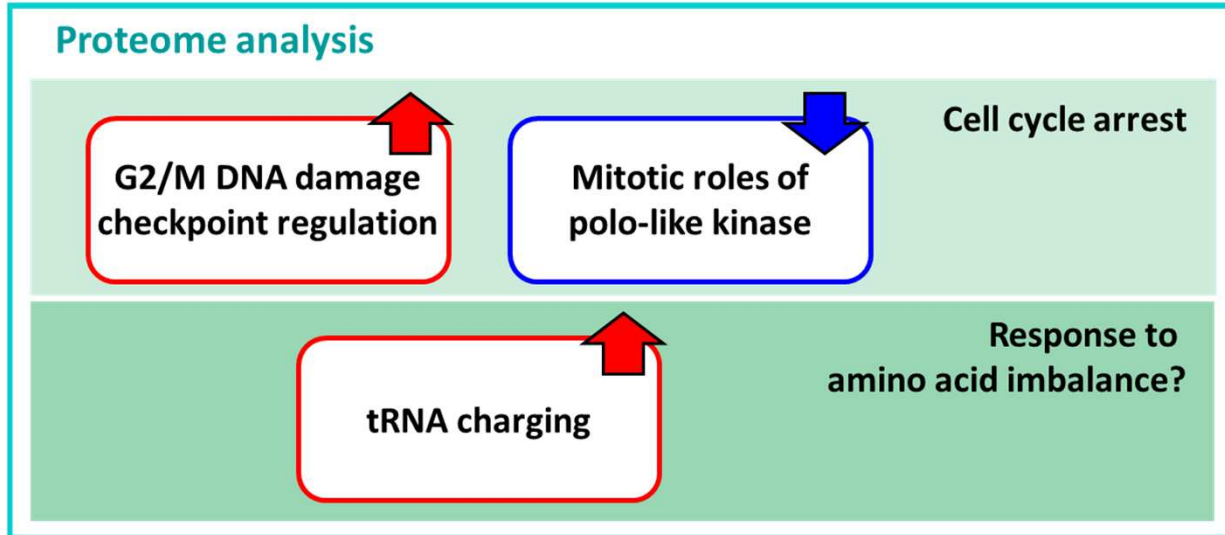 Proteome analysis
Cell cycle arrest
G2/M DNA damage
checkpoint regulation
Mitotic roles of
polo-like kinase
Response to
amino acid imbalance?
tRNA charging